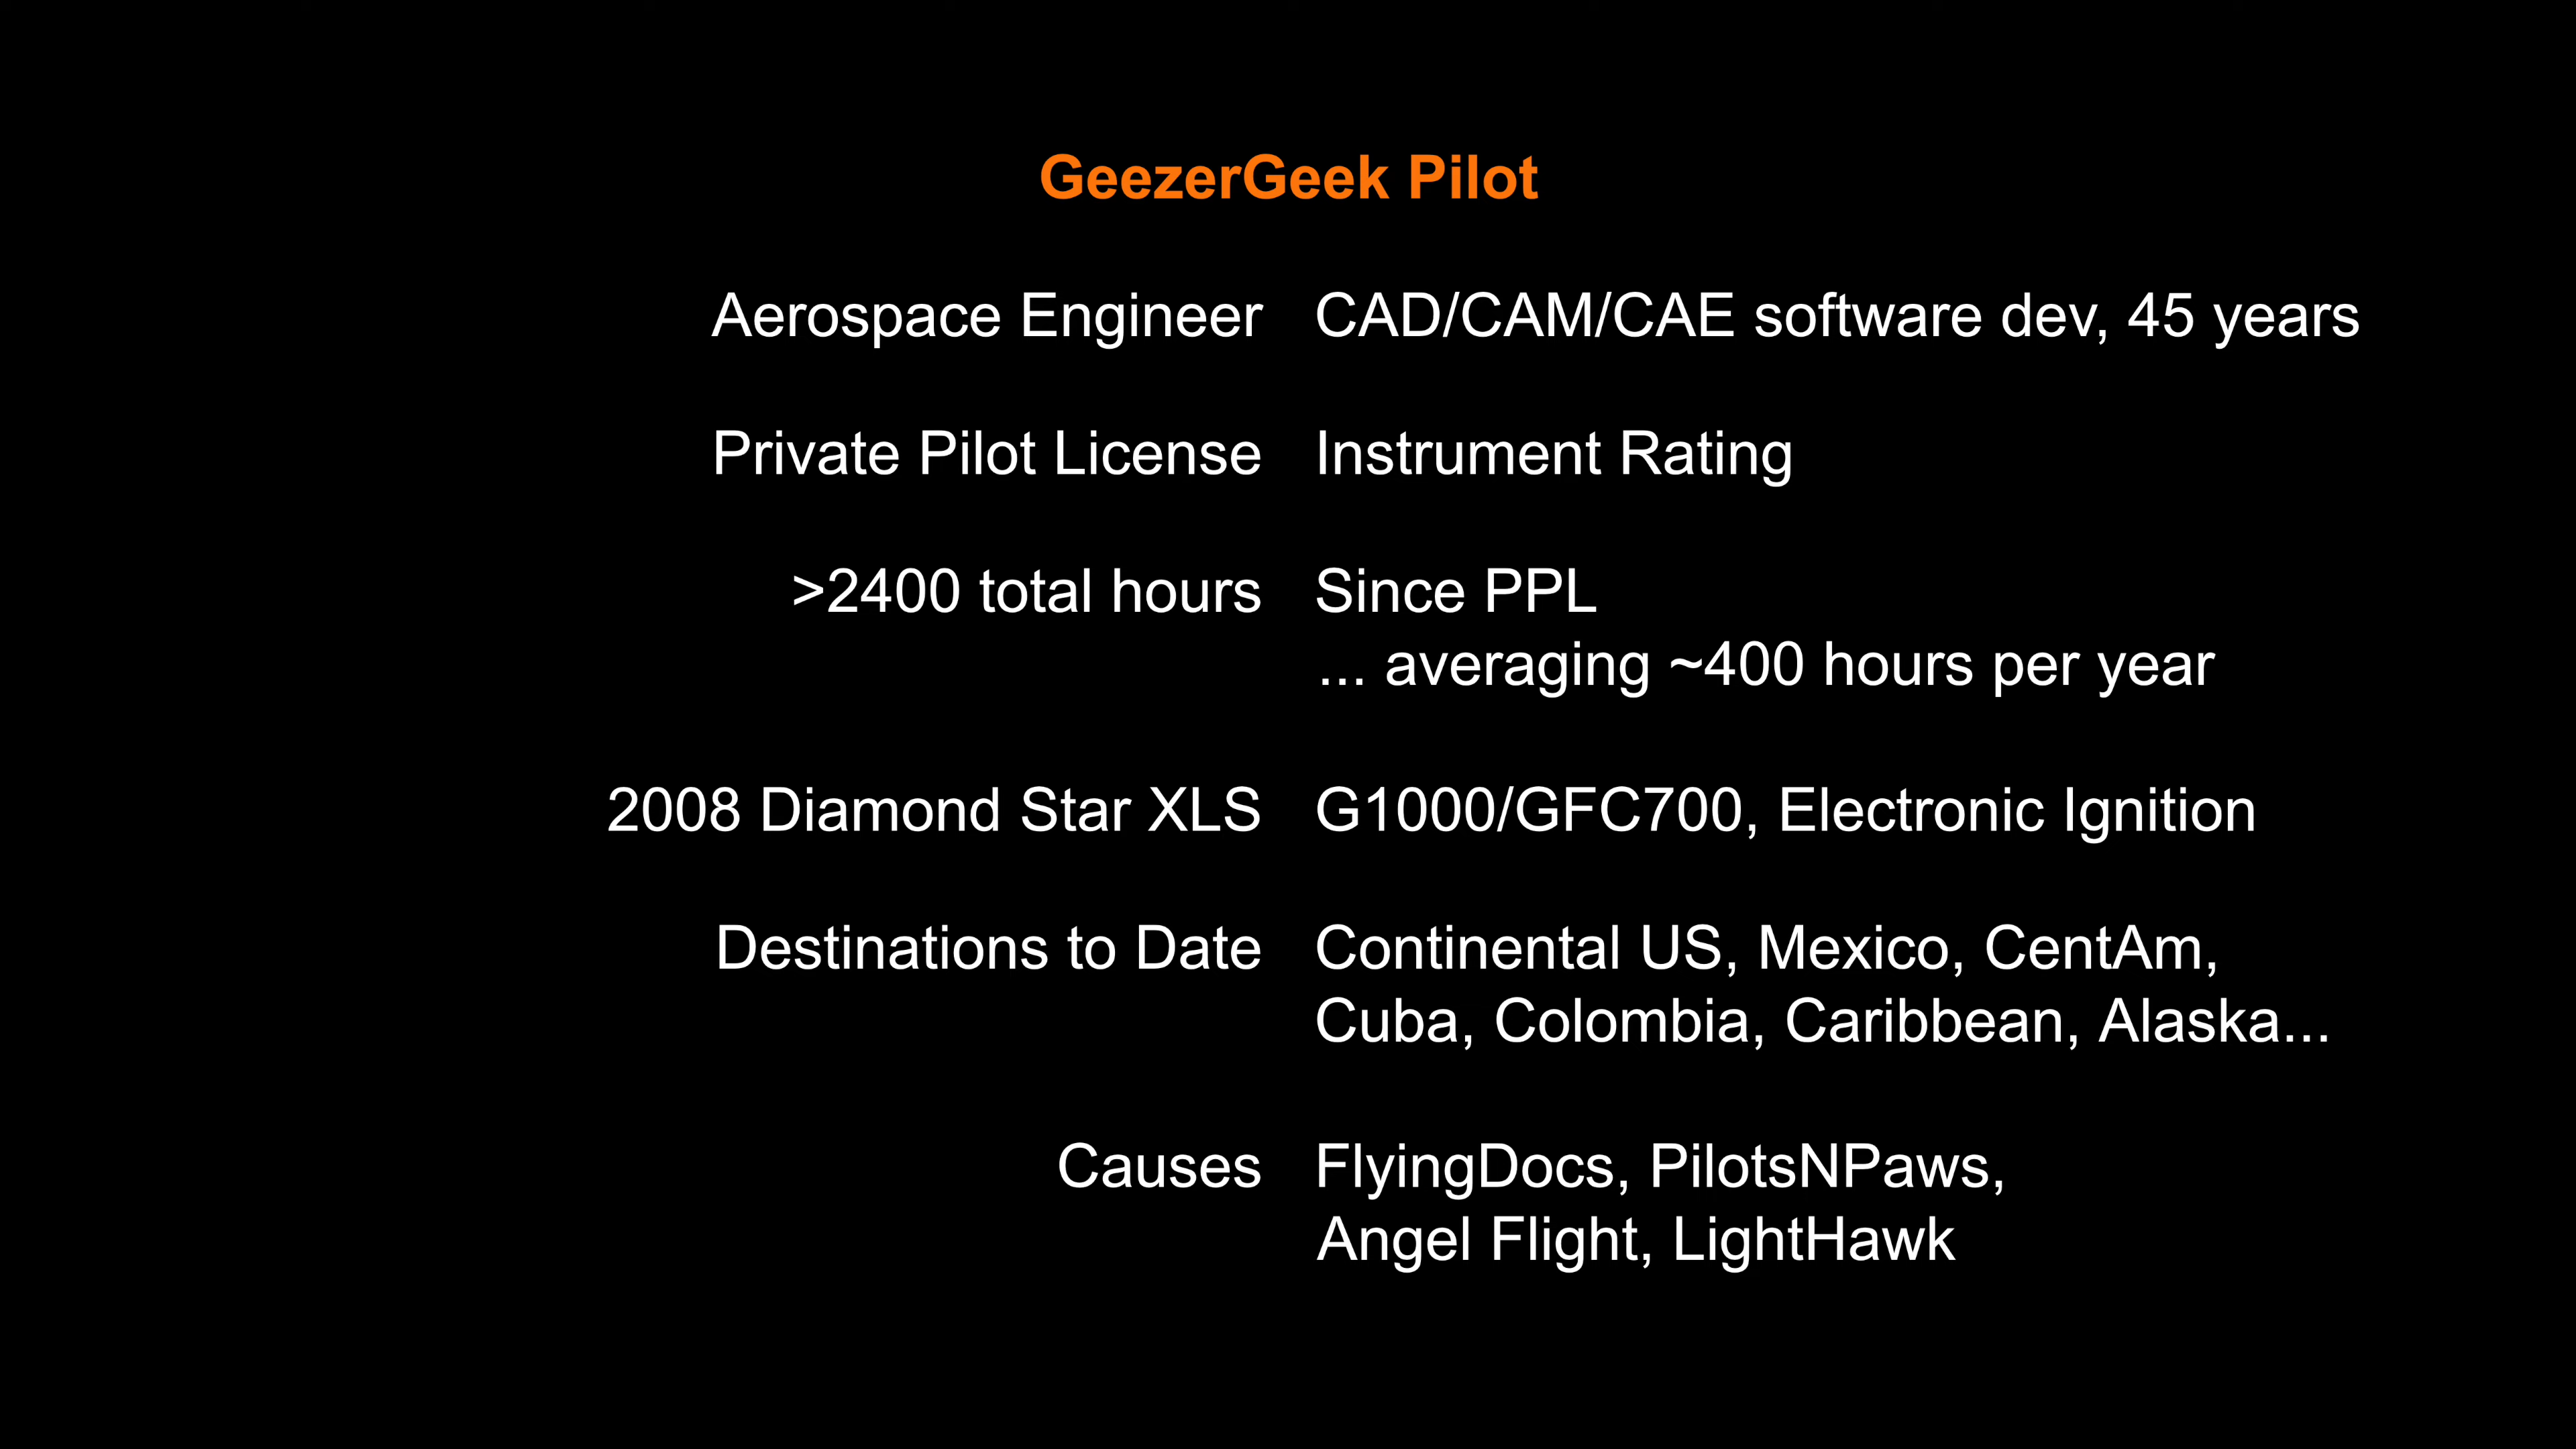 GeezerGeek Pilot
Aerospace Engineer CAD/CAM/CAE software dev, 45 years
Private Pilot License Instrument Rating
>2400 total hours Since PPL
... averaging ~400 hours per year
2008 Diamond Star XLS G1000/GFC700, Electronic Ignition
Destinations to Date Continental US, Mexico, CentAm,
Cuba, Colombia, Caribbean, Alaska...
Causes FlyingDocs, PilotsNPaws,
Angel Flight, LightHawk